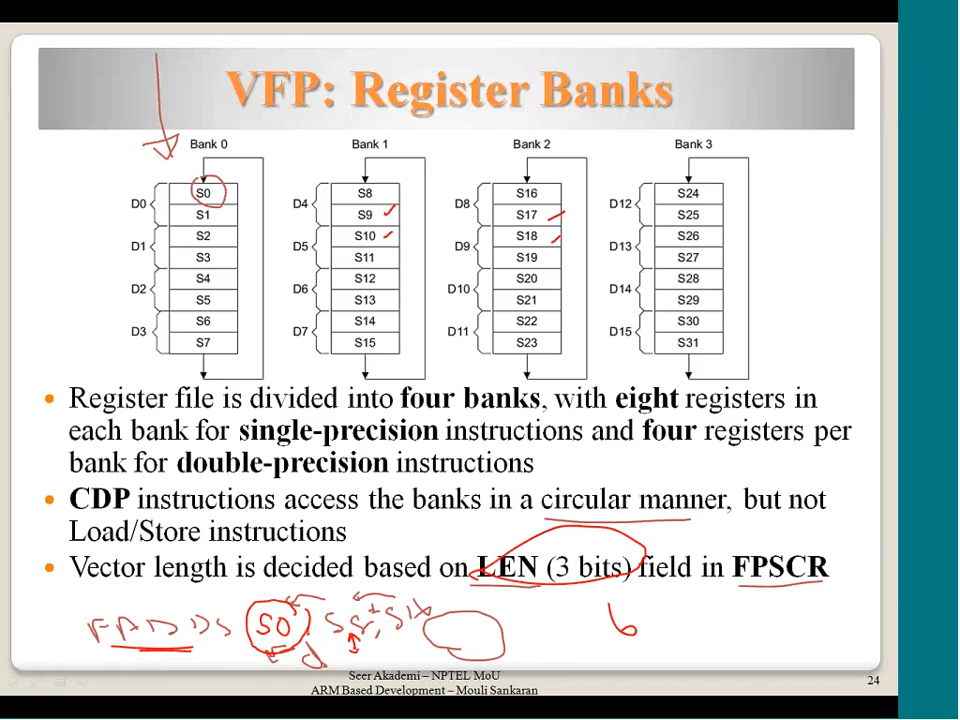 VFP: Register Banks
Bank 0 Bank 1 Bank 2 Bank 3
S0 S8 S16 S24
D0 D4 D8 D12
S1 S9 S17 S25
S2 S10 S18 S26
D1 D5 D9 D13
S3 S11 S19 S27
S4 S12 S20 S28
D2 D6 D10 D14
S5 S13 S21 S29
S6 S14 S22 S30
D3 D7 D11 D15
S7 S15 S23 S31
• Register file is divided into four banks, with eight registers in
each bank for single-precision instructions and four registers per
bank for double-precision instructions
• CDP instructions access the banks in a circular manner, but not
Load/Store instructions
• Vector length is decided based on LEN (3 bits) field in FPSCR
S0 6
Seer Akademi – NPTEL MoU
ARM Based Development – Mouli Sankaran
24